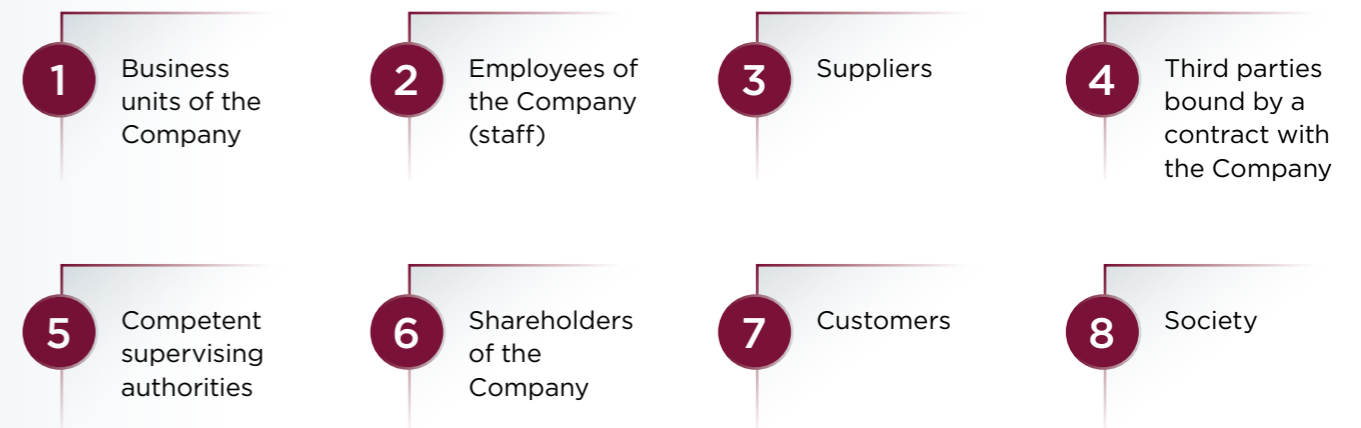 1
Business
units of the
Company
2
Employees of
the Company
(staff)
3
Suppliers
4
Third parties
bound by a
contract with
the Company
5
Competent
supervising
authorities
6
Shareholders
of the
Company
7
Customers
8
Society